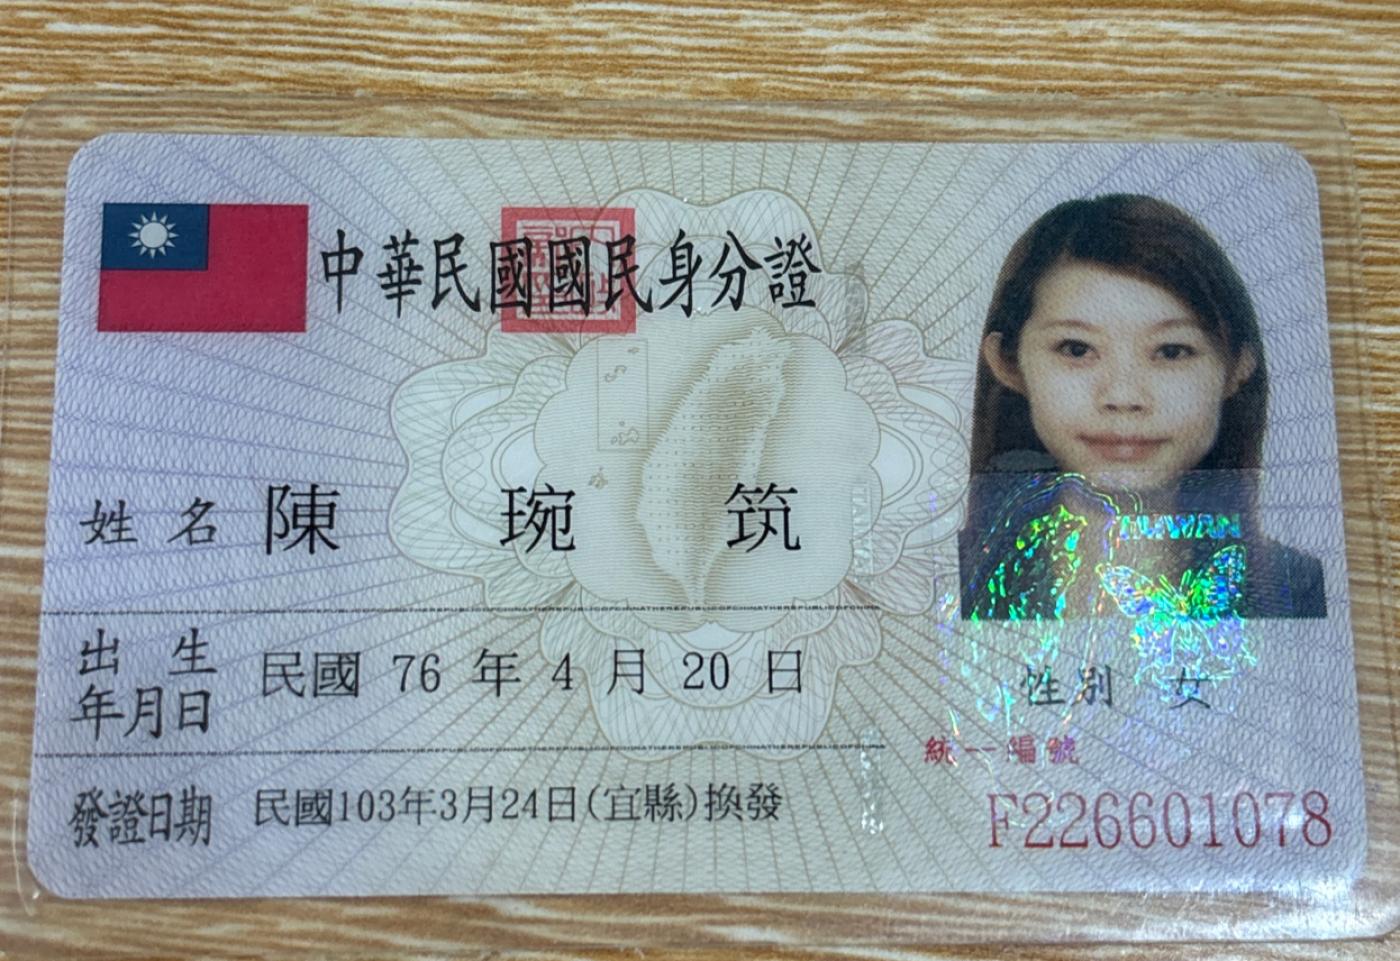 中華民國國民身分證
姓名 陳琬筑
出生年月日 民國 76 年 4 月 20 日
發證日期 民國103年3月24日(宜縣)換發
TAIWAN
性別 女
統一編號
F226601078